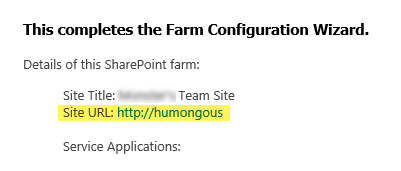 This completes the Farm Configuration Wizard.
Details of this SharePoint farm:
Site Title: Team Site
Site URL: http://humongous
Service Applications: